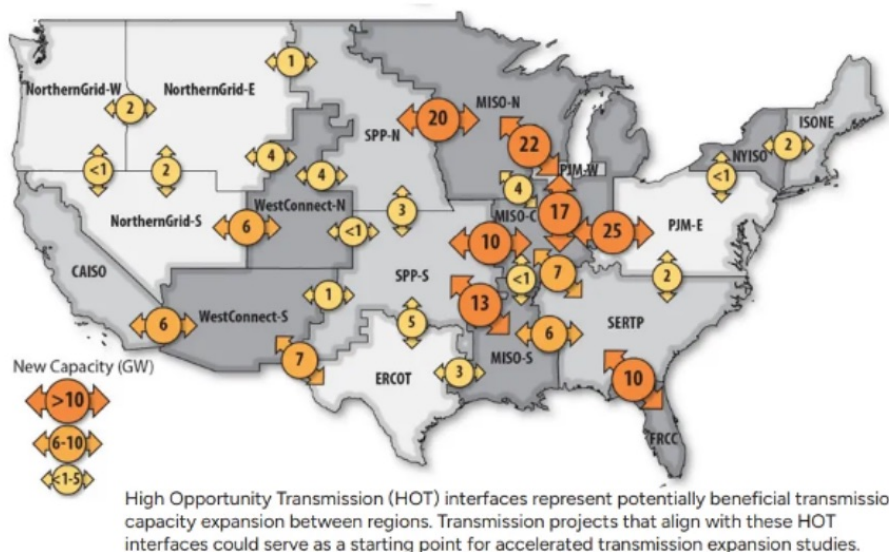 1
NorthernGrid-W
NorthernGrid-E
2
MISO-N
20
SPP-N
22
ISONE
NYISO
2
4
4
PJM-W
<1
2
<1
4
WestConnect-N
NorthernGrid-S
3
MISO-C
17
PJM-E
6
<1
10
25
CAISO
SPP-S
<1
7
2
WestConnect-S
1
13
SERTP
6
5
6
MISO-S
7
New Capacity (GW)
ERCOT
3
10
>10
FRCC
6-10
<1-5
High Opportunity Transmission (HOT) interfaces represent potentially beneficial transmissio
capacity expansion between regions. Transmission projects that align with these HOT
interfaces could serve as a starting point for accelerated transmission expansion studies.